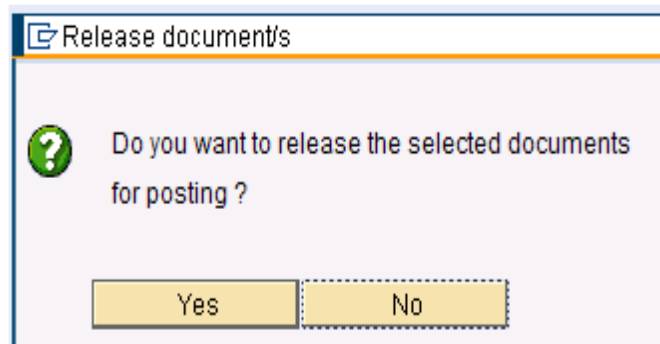 Release document/s
Do you want to release the selected documents
for posting ?
Yes No